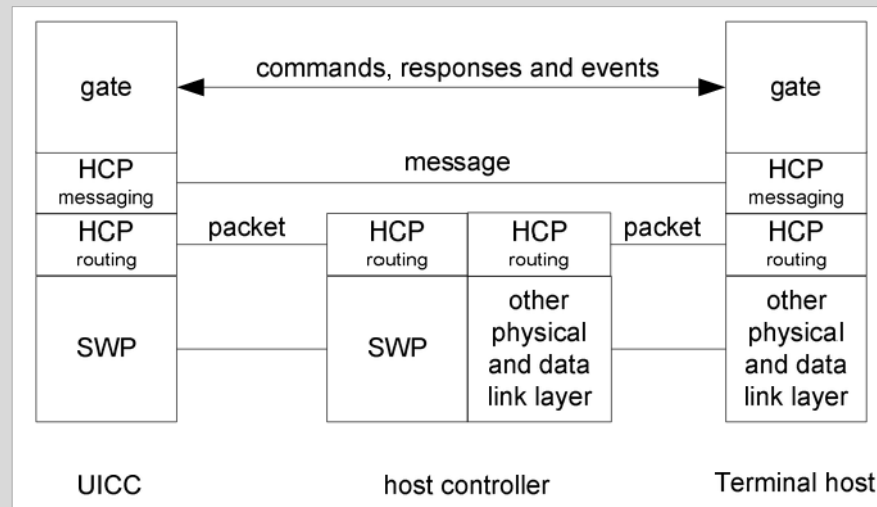 commands, responses and events
gate
gate
message
HCP
messaging
HCP
messaging
packet
packet
HCP
routing
HCP
routing
HCP
routing
HCP
routing
SWP
SWP
other
physical
and data
link layer
other
physical
and data
link layer
UICC
host controller
Terminal host